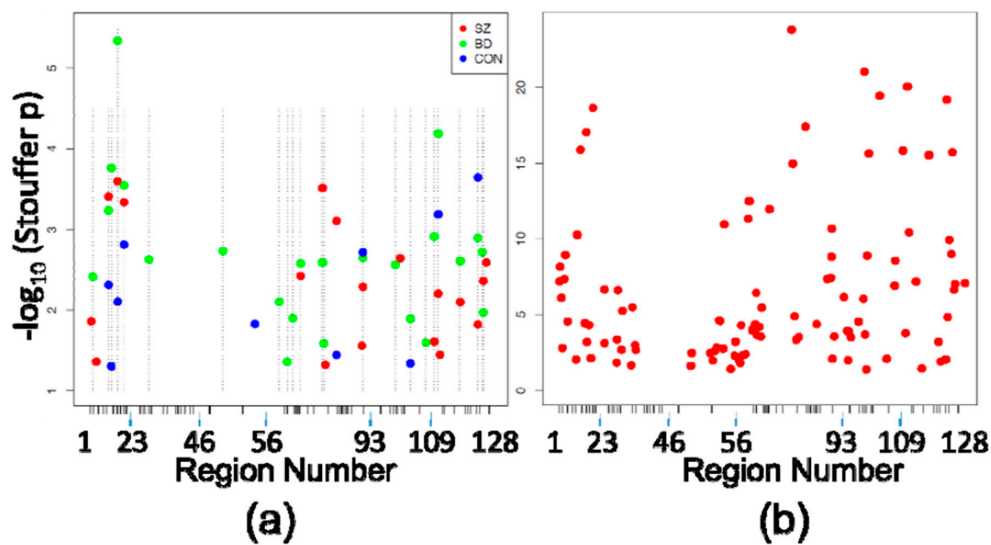 SZ
BD
CON
-log10 (Stouffer p)
5
4
3
2
1
20
15
10
5
0
1 23 46 56 93 109 128
1 23 46 56 93 109 128
Region Number
Region Number
(a)
(b)